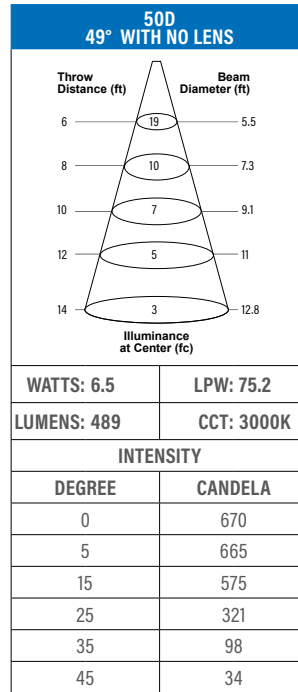 50D
49° WITH NO LENS
Throw Distance (ft)
Beam Diameter (ft)
6 19 5.5
8 10 7.3
10 7 9.1
12 5 11
14 3 12.8
Illuminance
at Center (fc)
WATTS: 6.5 LPW: 75.2
LUMENS: 489 CCT: 3000K
INTENSITY
DEGREE CANDELA
0 670
5 665
15 575
25 321
35 98
45 34